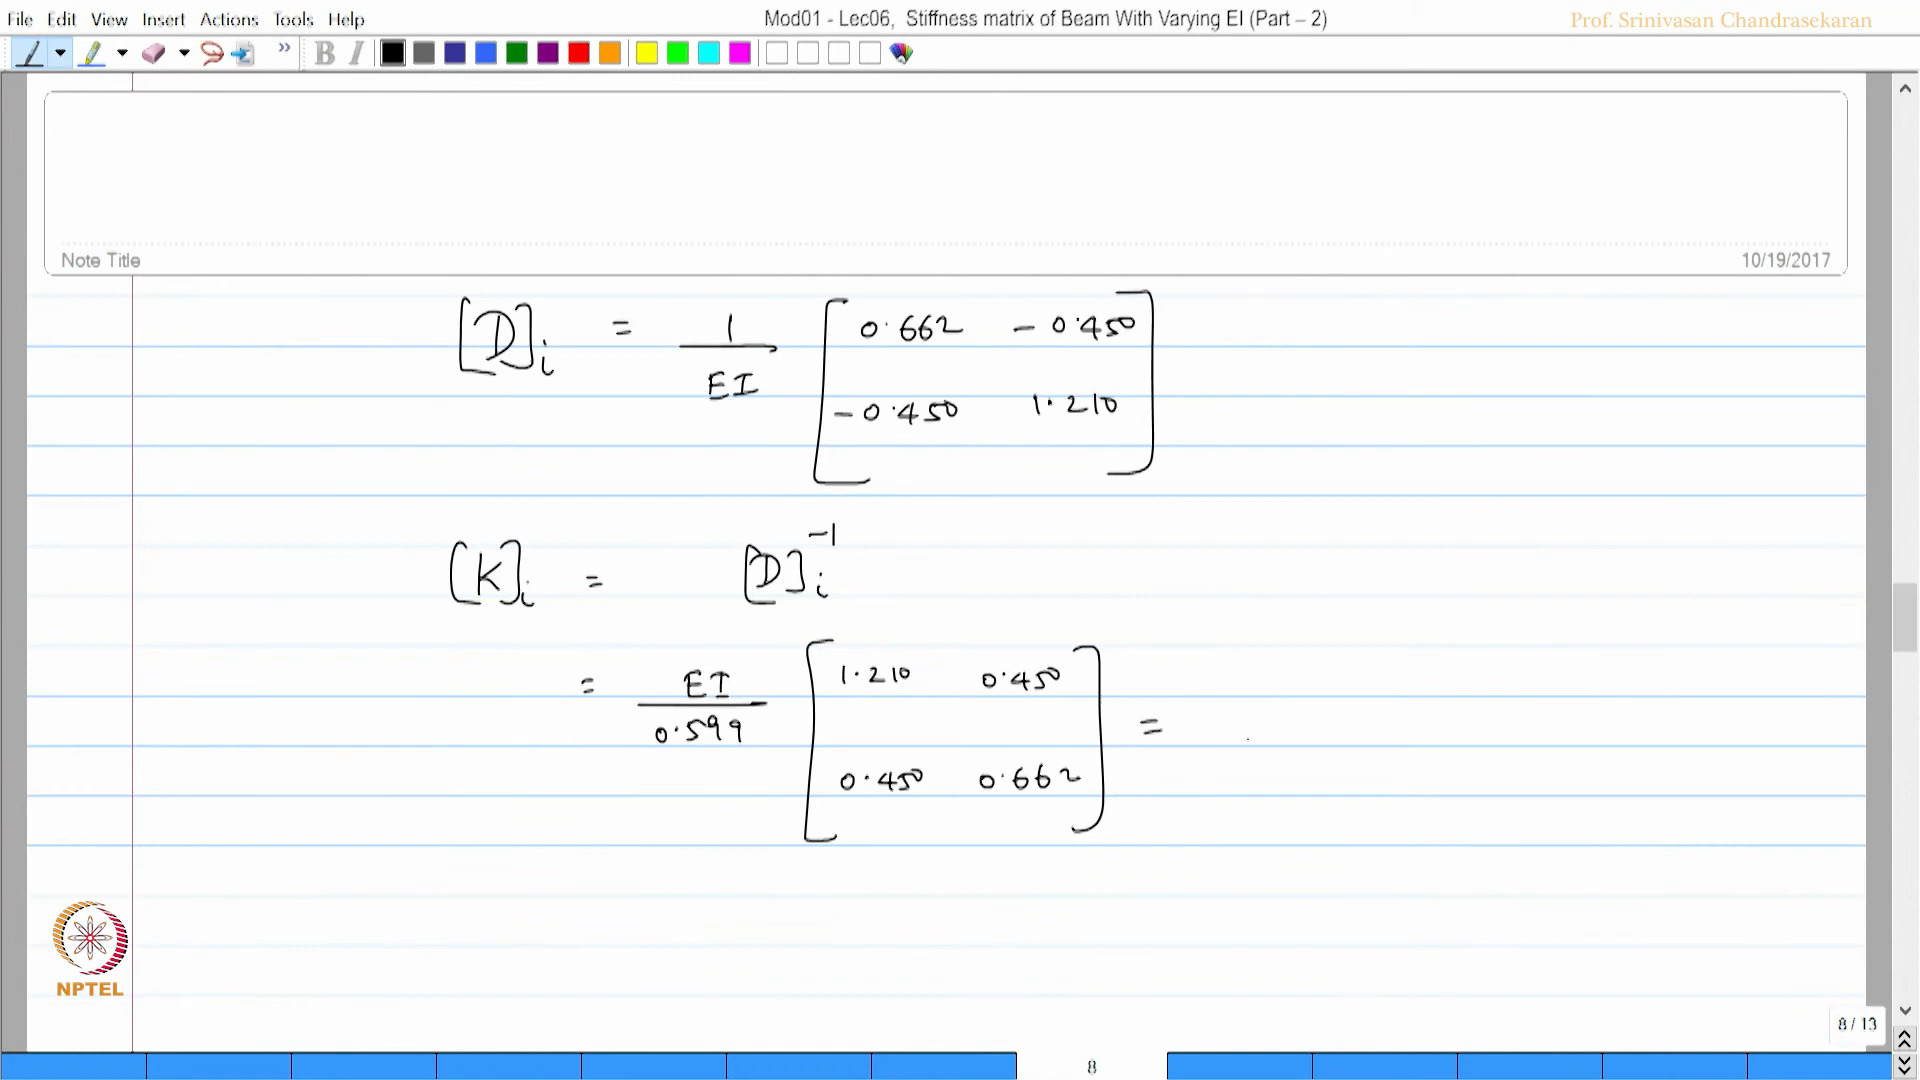 File Edit View Insert Actions Tools Help
Mod01 - Lec06, Stiffness matrix of Beam With Varying EI (Part – 2)
Prof. Srinivasan Chandrasekaran
B I
Note Title
10/19/2017
[D]i = 1/EI [0.662 -0.450
-0.450 1.210]
[K]i = [D]i^-1
= EI/0.599 [1.210 0.450
0.450 0.662] =
NPTEL
8 / 13
8